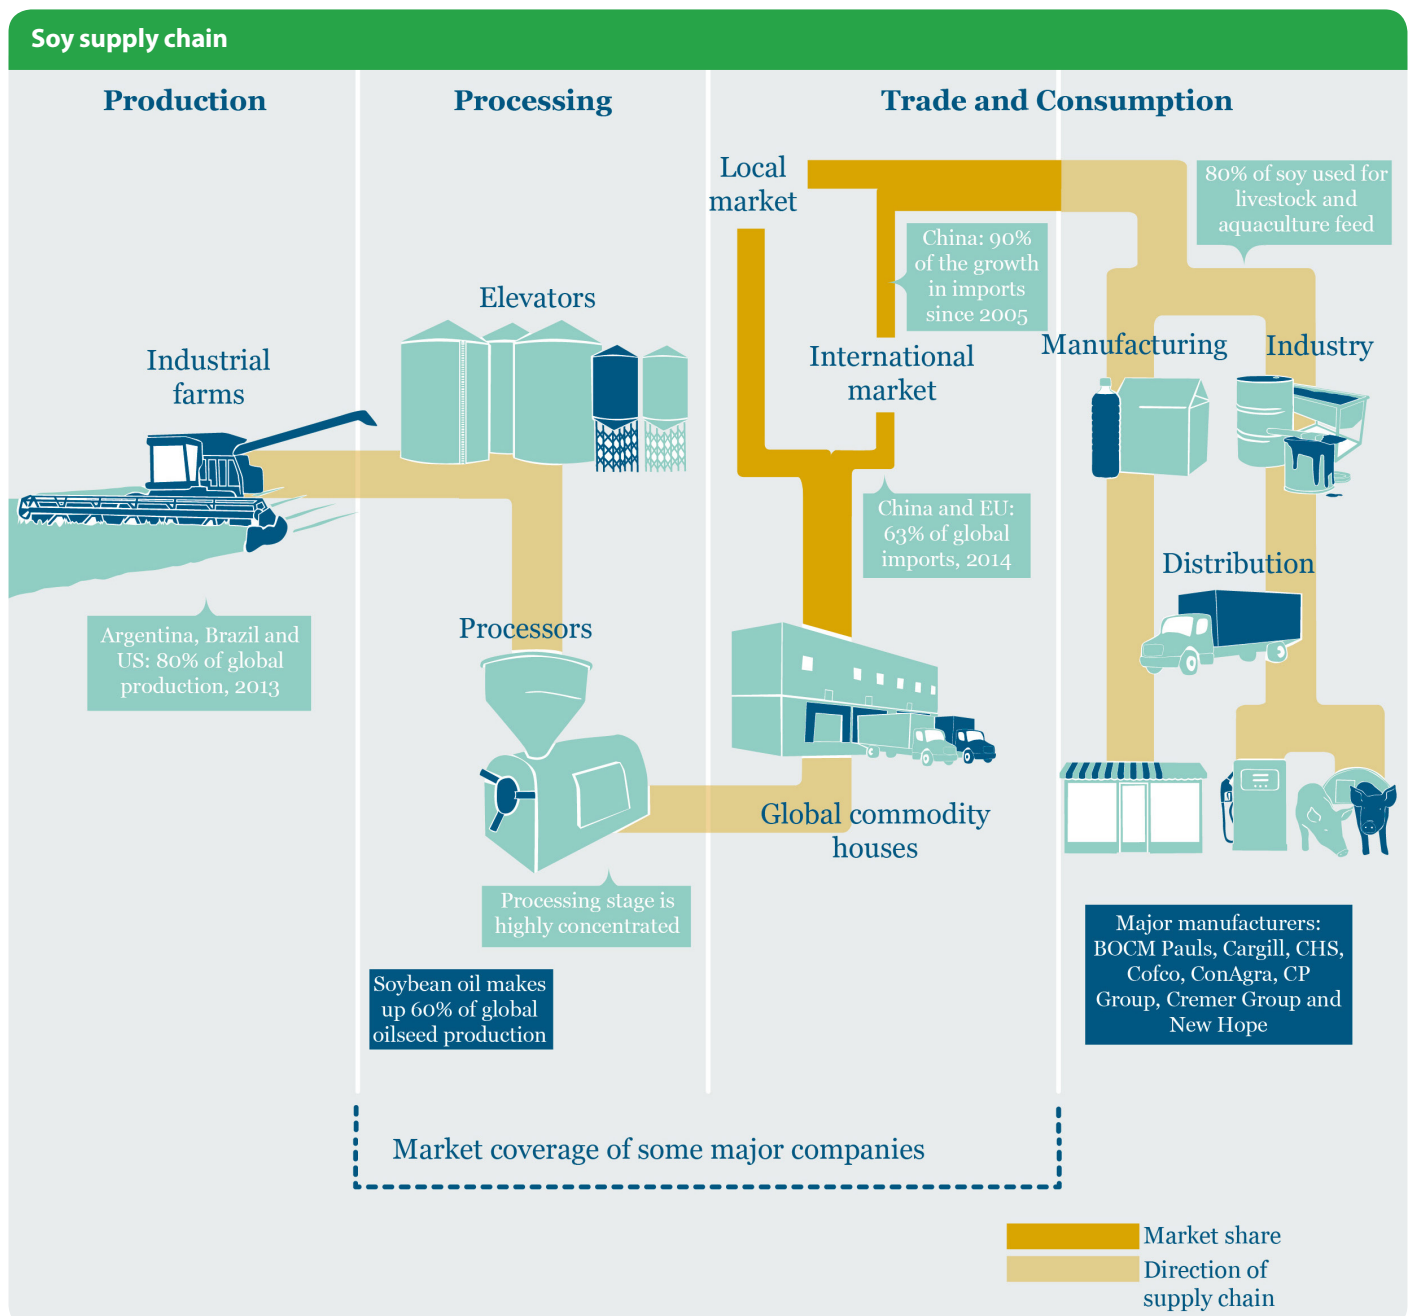 Soy supply chain
Production
Processing
Trade and Consumption
Industrial
farms
Argentina, Brazil and
US: 80% of global
production, 2013
Elevators
Processors
Processing stage is
highly concentrated
Soybean oil makes
up 60% of global
oilseed production
Local
market
China: 90%
of the growth
in imports
since 2005
International
market
China and EU:
63% of global
imports, 2014
Global commodity
houses
80% of soy used for
livestock and
aquaculture feed
Manufacturing
Industry
Distribution
Major manufacturers:
BOCM Pauls, Cargill, CHS,
Cofco, ConAgra, CP
Group, Cremer Group and
New Hope
Market coverage of some major companies
Market share
Direction of
supply chain